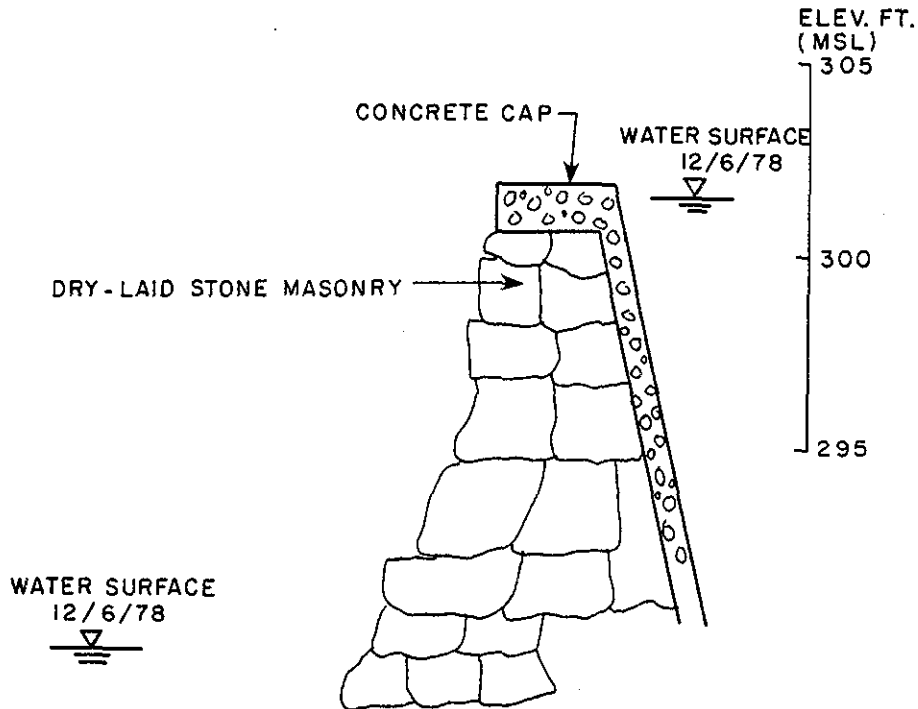 ELEV. FT.
(MSL)
305
CONCRETE CAP
WATER SURFACE
12/6/78
300
DRY-LAID STONE MASONRY
295
WATER SURFACE
12/6/78